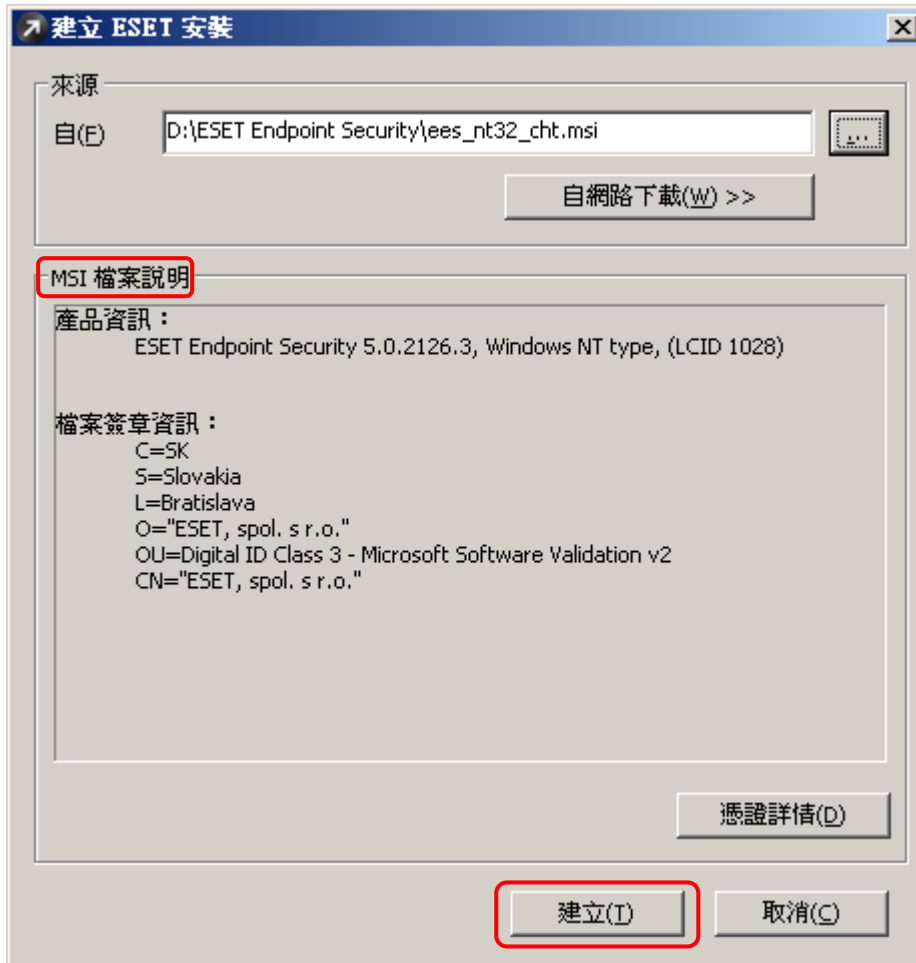 建立 ESET 安裝
來源
自(F)
D:\ESET Endpoint Security\ees_nt32_cht.msi
...
自網路下載(W) >>
MSI 檔案說明
產品資訊：
ESET Endpoint Security 5.0.2126.3, Windows NT type, (LCID 1028)
檔案簽章資訊：
C=SK
S=Slovakia
L=Bratislava
O="ESET, spol. s r.o."
OU=Digital ID Class 3 - Microsoft Software Validation v2
CN="ESET, spol. s r.o."
憑證詳情(D)
建立(T)
取消(C)